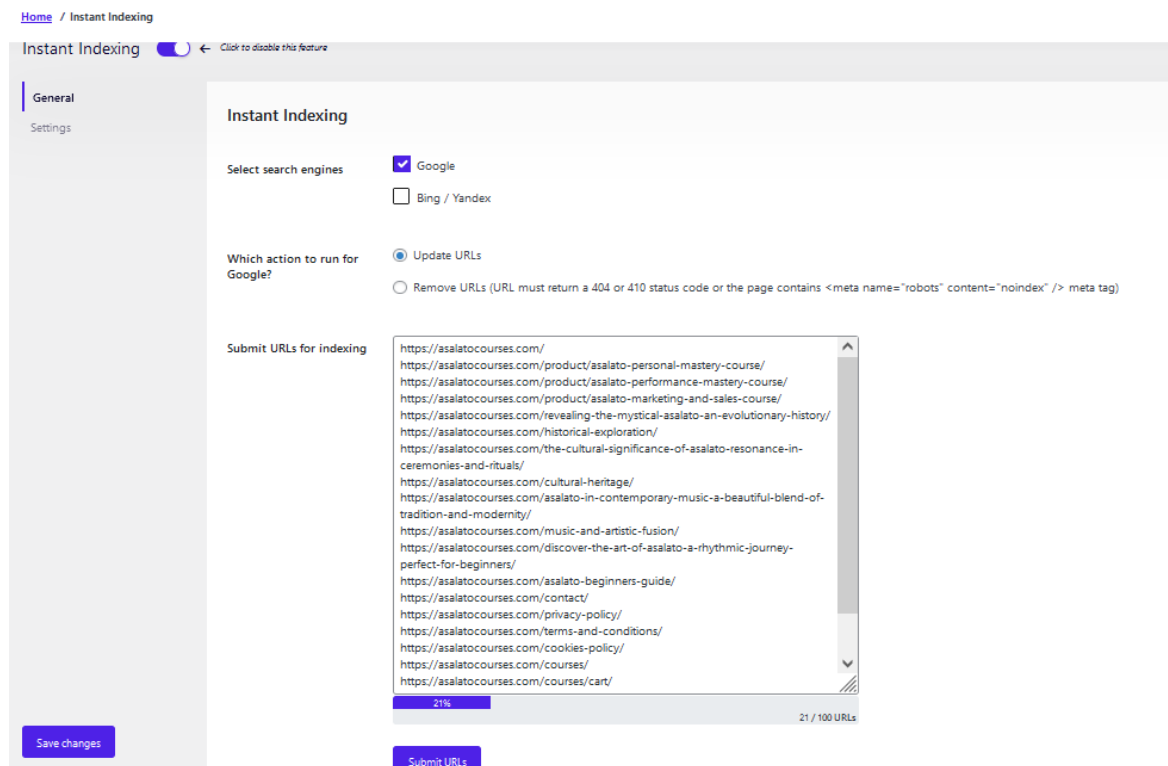 Home / Instant Indexing
Instant Indexing ← Click to disable this feature
General
Settings
Instant Indexing
Select search engines
Google
Bing / Yandex
Which action to run for
Google?
Update URLs
Remove URLs (URL must return a 404 or 410 status code or the page contains <meta name="robots" content="noindex" /> meta tag)
Submit URLs for indexing
https://asalatocourses.com/
https://asalatocourses.com/product/asalato-personal-mastery-course/
https://asalatocourses.com/product/asalato-performance-mastery-course/
https://asalatocourses.com/product/asalato-marketing-and-sales-course/
https://asalatocourses.com/revealing-the-mystical-asalato-an-evolutionary-history/
https://asalatocourses.com/historical-exploration/
https://asalatocourses.com/the-cultural-significance-of-asalato-resonance-in-
ceremonies-and-rituals/
https://asalatocourses.com/cultural-heritage/
https://asalatocourses.com/asalato-in-contemporary-music-a-beautiful-blend-of-
tradition-and-modernity/
https://asalatocourses.com/music-and-artistic-fusion/
https://asalatocourses.com/discover-the-art-of-asalato-a-rhythmic-journey-
perfect-for-beginners/
https://asalatocourses.com/asalato-beginners-guide/
https://asalatocourses.com/contact/
https://asalatocourses.com/privacy-policy/
https://asalatocourses.com/terms-and-conditions/
https://asalatocourses.com/cookies-policy/
https://asalatocourses.com/courses/
https://asalatocourses.com/courses/cart/
21%
21 / 100 URLs
Save changes
Submit URLs